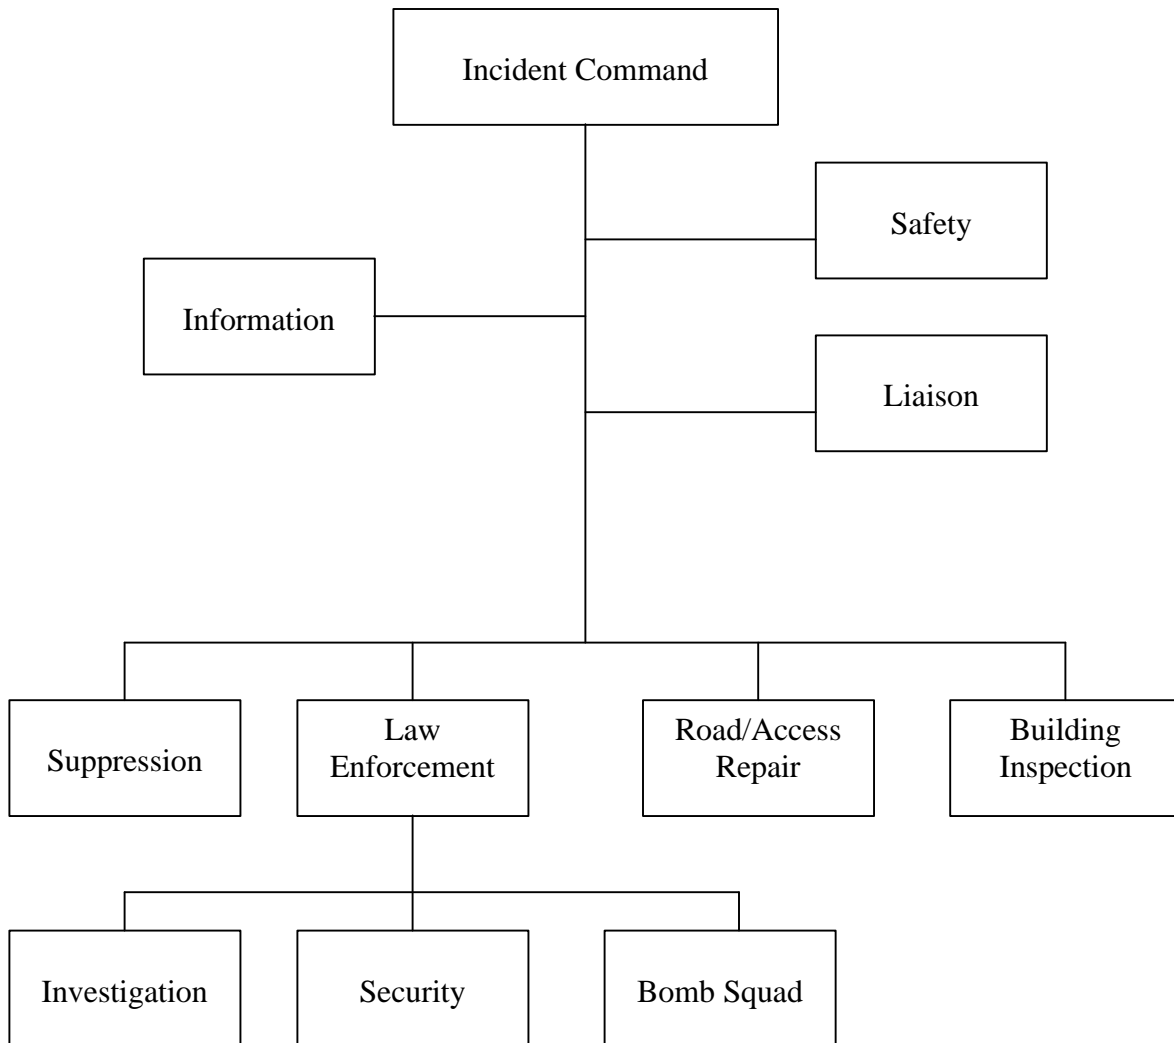 Incident Command
Safety
Information
Liaison
Suppression
Law
Enforcement
Road/Access
Repair
Building
Inspection
Investigation
Security
Bomb Squad